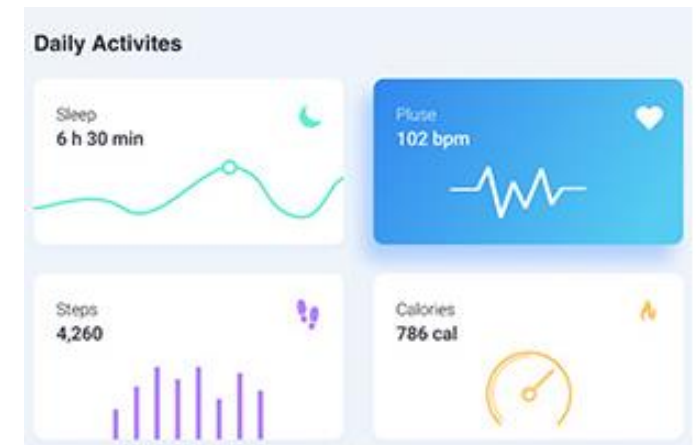 Daily Activites
Sleep
6 h 30 min
Pluse
102 bpm
Steps
4,260
Calories
786 cal